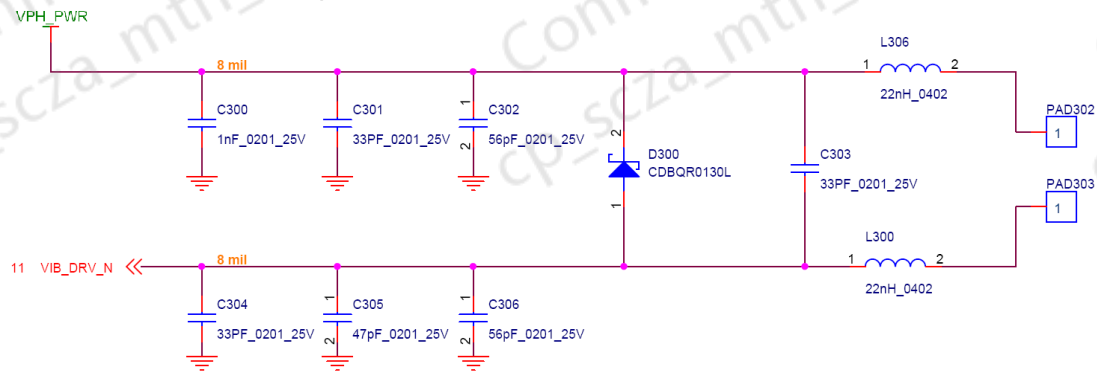 VPH_PWR
8 mil
C300
1nF_0201_25V
C301
33PF_0201_25V
1
C302
2
56pF_0201_25V
2
D300
CDBQR0130L
1
C303
33PF_0201_25V
L306
1 2
22nH_0402
PAD302
1
PAD303
1
L300
1 2
22nH_0402
11 VIB_DRV_N
8 mil
C304
33PF_0201_25V
1
C305
2
47pF_0201_25V
1
C306
2
56pF_0201_25V
cp_scza_mth